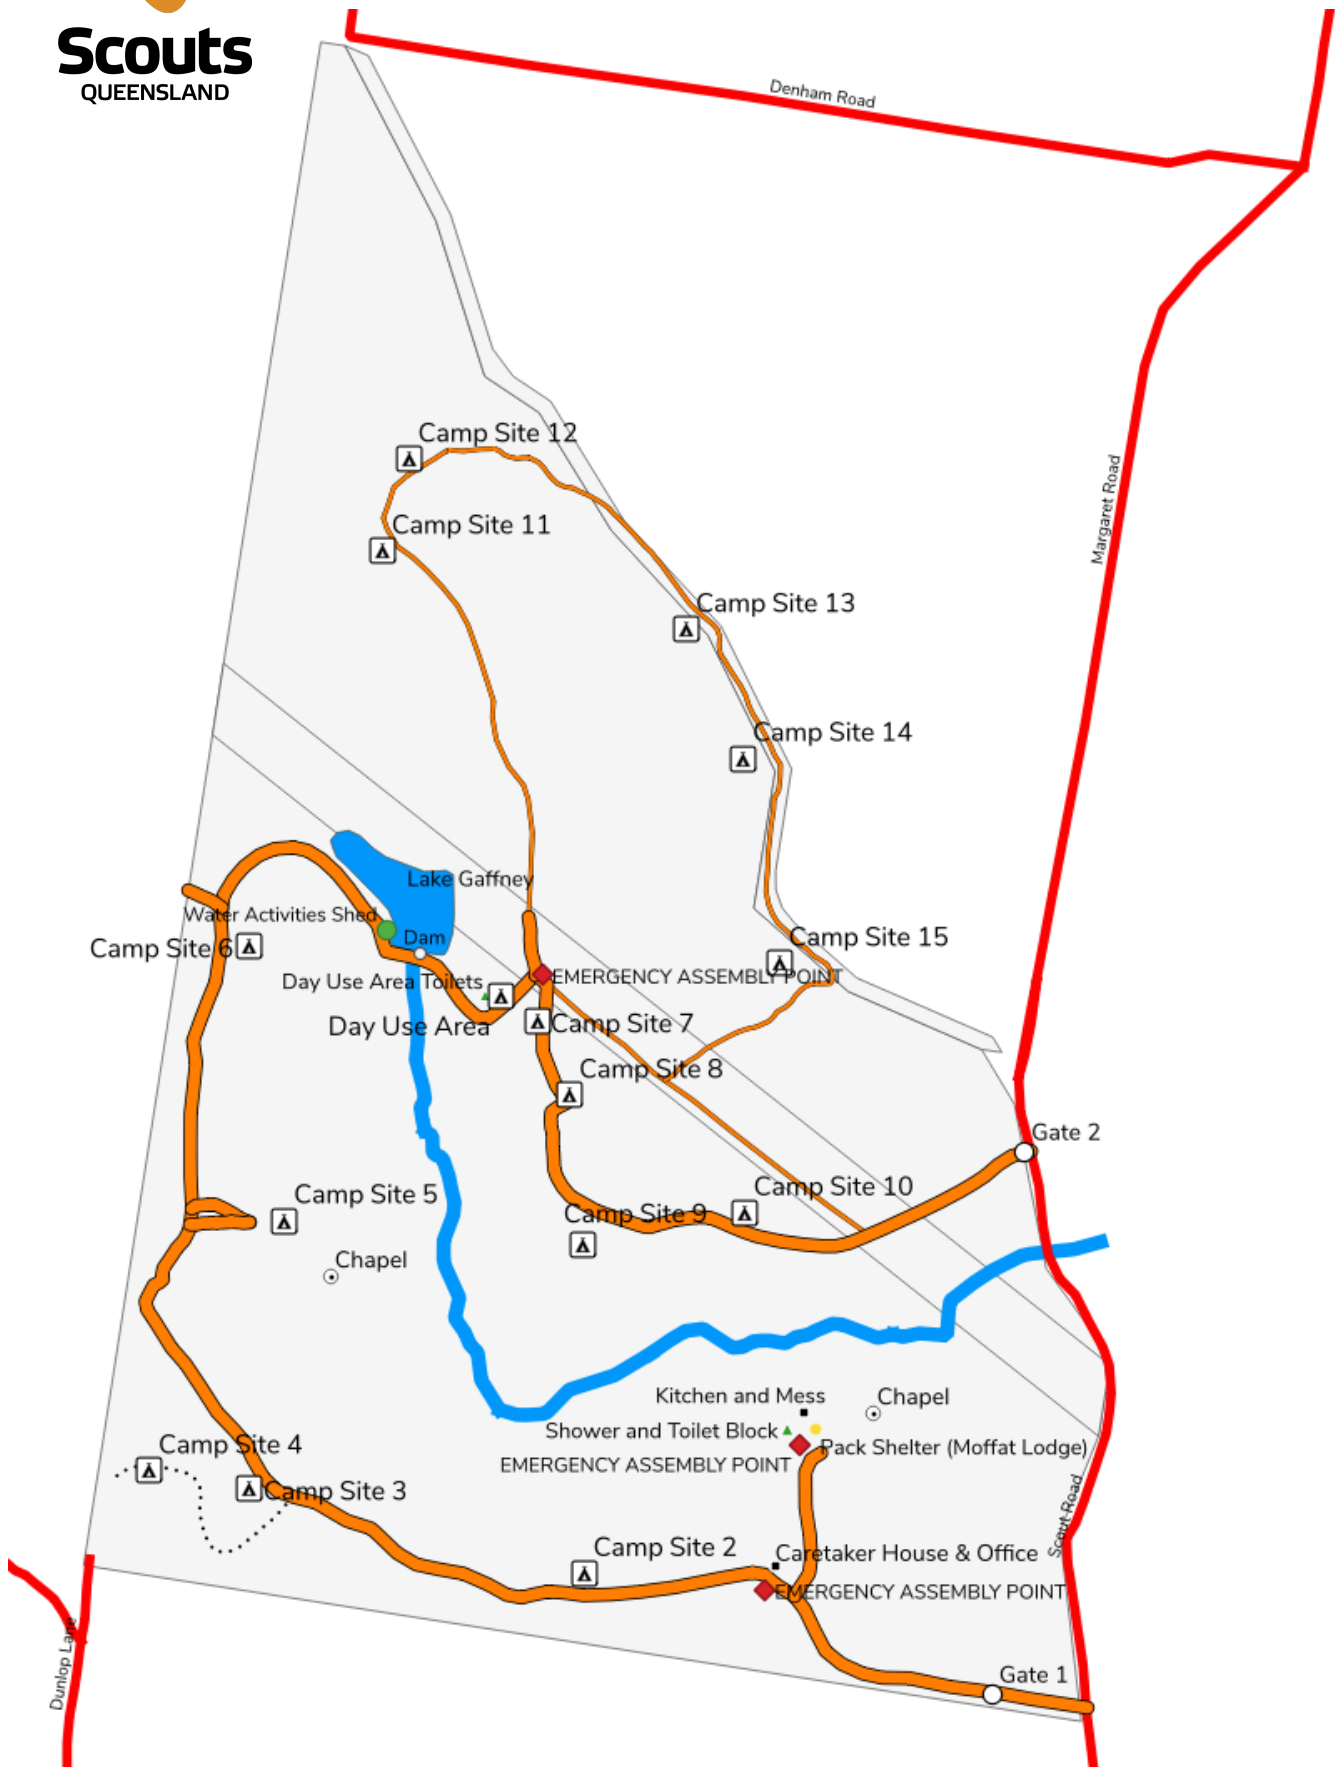 Scouts
QUEENSLAND
Denham Road
Camp Site 12
Margaret Road
Camp Site 11
Camp Site 13
Camp Site 14
Lake Gaffney
Water Activities Shed
Dam
Camp Site 15
Camp Site 6
Day Use Area Toilets
EMERGENCY ASSEMBLY POINT
Day Use Area
Camp Site 7
Camp Site 8
Gate 2
Camp Site 5
Camp Site 10
Camp Site 9
Chapel
Kitchen and Mess
Chapel
Shower and Toilet Block
Pack Shelter (Moffat Lodge)
EMERGENCY ASSEMBLY POINT
Camp Site 4
Camp Site 3
Scout Road
Camp Site 2
Caretaker House & Office
EMERGENCY ASSEMBLY POINT
Dunlop Lane
Gate 1